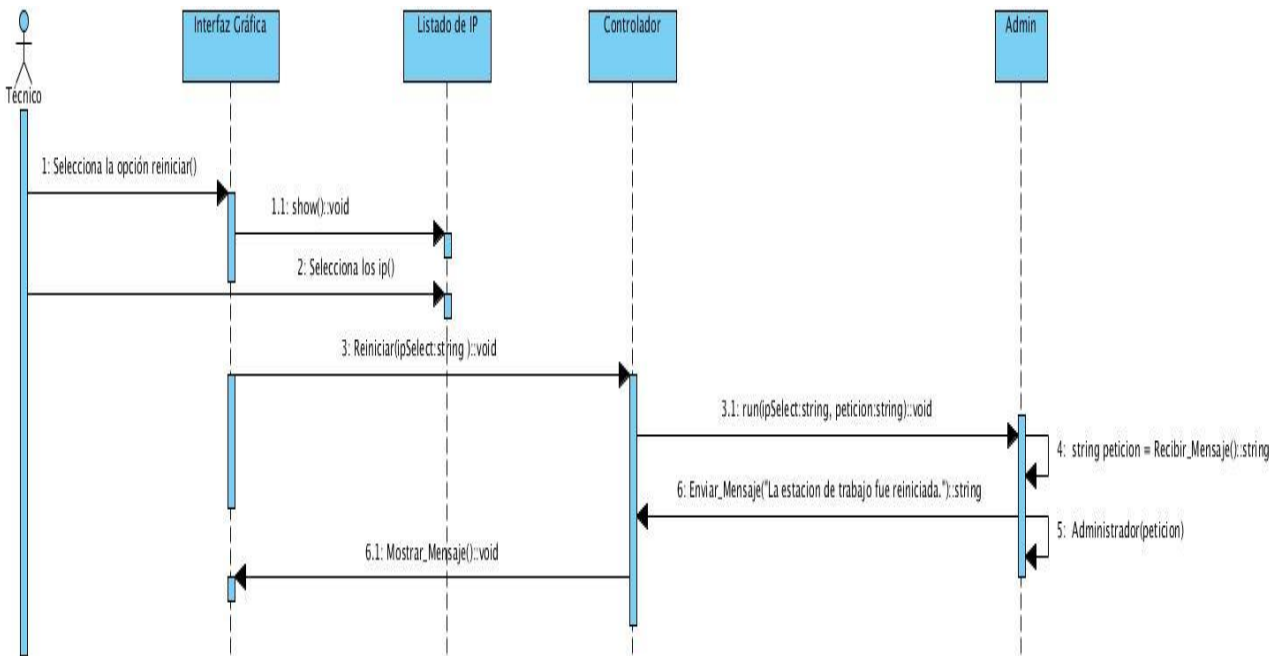 Interfaz Gráfica
Listado de IP
Controlador
Admin
Técnico
1: Selecciona la opción reiniciar()
1.1: show()::void
2: Selecciona los ip()
3: Reiniciar(ipSelect:string )::void
3.1: run(ipSelect:string, peticion:string)::void
4: string peticion = Recibir_Mensaje()::string
6: Enviar_Mensaje("La estacion de trabajo fue reiniciada.")::string
5: Administrador(peticion)
6.1: Mostrar_Mensaje()::void